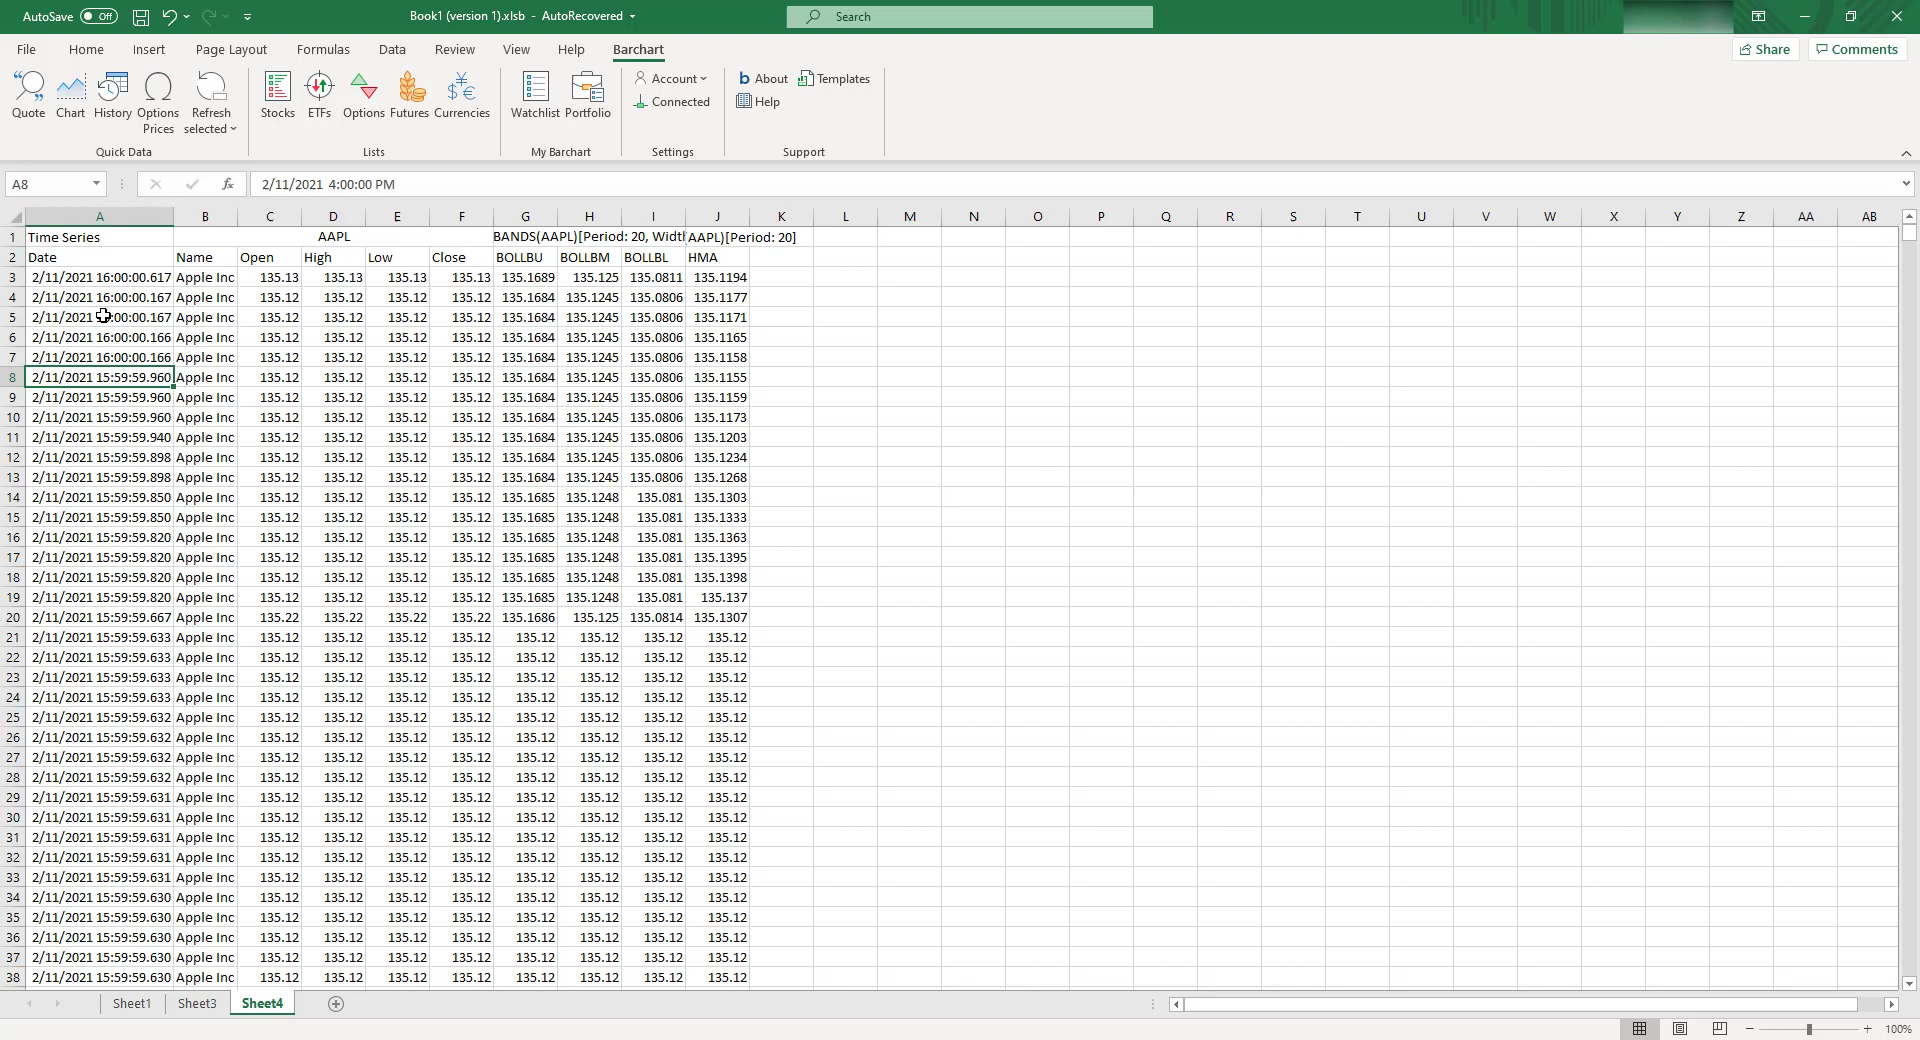 AutoSave Off Book1 (version 1).xlsb - AutoRecovered Search
File Home Insert Page Layout Formulas Data Review View Help Barchart Share Comments
Quote Chart History Options Prices Refresh selected Stocks ETFs Options Futures Currencies Watchlist Portfolio Account Connected b About Templates Help
Quick Data Lists My Barchart Settings Support
A8 fx 2/11/2021 4:00:00 PM
A B C D E F G H I J K L M N O P Q R S T U V W X Y Z AA AB
1 Time Series AAPL BANDS(AAPL)[Period: 20, Width AAPL)[Period: 20]
2 Date Name Open High Low Close BOLLBU BOLLBM BOLLBL HMA
3 2/11/2021 16:00:00.617 Apple Inc 135.13 135.13 135.13 135.13 135.1689 135.125 135.0811 135.1194
4 2/11/2021 16:00:00.167 Apple Inc 135.12 135.12 135.12 135.12 135.1684 135.1245 135.0806 135.1177
5 2/11/2021 :00:00.167 Apple Inc 135.12 135.12 135.12 135.12 135.1684 135.1245 135.0806 135.1171
6 2/11/2021 16:00:00.166 Apple Inc 135.12 135.12 135.12 135.12 135.1684 135.1245 135.0806 135.1165
7 2/11/2021 16:00:00.166 Apple Inc 135.12 135.12 135.12 135.12 135.1684 135.1245 135.0806 135.1158
8 2/11/2021 15:59:59.960 Apple Inc 135.12 135.12 135.12 135.12 135.1684 135.1245 135.0806 135.1155
9 2/11/2021 15:59:59.960 Apple Inc 135.12 135.12 135.12 135.12 135.1684 135.1245 135.0806 135.1159
10 2/11/2021 15:59:59.960 Apple Inc 135.12 135.12 135.12 135.12 135.1684 135.1245 135.0806 135.1173
11 2/11/2021 15:59:59.940 Apple Inc 135.12 135.12 135.12 135.12 135.1684 135.1245 135.0806 135.1203
12 2/11/2021 15:59:59.898 Apple Inc 135.12 135.12 135.12 135.12 135.1684 135.1245 135.0806 135.1234
13 2/11/2021 15:59:59.898 Apple Inc 135.12 135.12 135.12 135.12 135.1684 135.1245 135.0806 135.1268
14 2/11/2021 15:59:59.850 Apple Inc 135.12 135.12 135.12 135.12 135.1685 135.1248 135.081 135.1303
15 2/11/2021 15:59:59.850 Apple Inc 135.12 135.12 135.12 135.12 135.1685 135.1248 135.081 135.1333
16 2/11/2021 15:59:59.820 Apple Inc 135.12 135.12 135.12 135.12 135.1685 135.1248 135.081 135.1363
17 2/11/2021 15:59:59.820 Apple Inc 135.12 135.12 135.12 135.12 135.1685 135.1248 135.081 135.1395
18 2/11/2021 15:59:59.820 Apple Inc 135.12 135.12 135.12 135.12 135.1685 135.1248 135.081 135.1398
19 2/11/2021 15:59:59.820 Apple Inc 135.12 135.12 135.12 135.12 135.1685 135.1248 135.081 135.137
20 2/11/2021 15:59:59.667 Apple Inc 135.22 135.22 135.22 135.22 135.1686 135.125 135.0814 135.1307
21 2/11/2021 15:59:59.633 Apple Inc 135.12 135.12 135.12 135.12 135.12 135.12 135.12 135.12
22 2/11/2021 15:59:59.633 Apple Inc 135.12 135.12 135.12 135.12 135.12 135.12 135.12 135.12
23 2/11/2021 15:59:59.633 Apple Inc 135.12 135.12 135.12 135.12 135.12 135.12 135.12 135.12
24 2/11/2021 15:59:59.633 Apple Inc 135.12 135.12 135.12 135.12 135.12 135.12 135.12 135.12
25 2/11/2021 15:59:59.632 Apple Inc 135.12 135.12 135.12 135.12 135.12 135.12 135.12 135.12
26 2/11/2021 15:59:59.632 Apple Inc 135.12 135.12 135.12 135.12 135.12 135.12 135.12 135.12
27 2/11/2021 15:59:59.632 Apple Inc 135.12 135.12 135.12 135.12 135.12 135.12 135.12 135.12
28 2/11/2021 15:59:59.632 Apple Inc 135.12 135.12 135.12 135.12 135.12 135.12 135.12 135.12
29 2/11/2021 15:59:59.631 Apple Inc 135.12 135.12 135.12 135.12 135.12 135.12 135.12 135.12
30 2/11/2021 15:59:59.631 Apple Inc 135.12 135.12 135.12 135.12 135.12 135.12 135.12 135.12
31 2/11/2021 15:59:59.631 Apple Inc 135.12 135.12 135.12 135.12 135.12 135.12 135.12 135.12
32 2/11/2021 15:59:59.631 Apple Inc 135.12 135.12 135.12 135.12 135.12 135.12 135.12 135.12
33 2/11/2021 15:59:59.631 Apple Inc 135.12 135.12 135.12 135.12 135.12 135.12 135.12 135.12
34 2/11/2021 15:59:59.630 Apple Inc 135.12 135.12 135.12 135.12 135.12 135.12 135.12 135.12
35 2/11/2021 15:59:59.630 Apple Inc 135.12 135.12 135.12 135.12 135.12 135.12 135.12 135.12
36 2/11/2021 15:59:59.630 Apple Inc 135.12 135.12 135.12 135.12 135.12 135.12 135.12 135.12
37 2/11/2021 15:59:59.630 Apple Inc 135.12 135.12 135.12 135.12 135.12 135.12 135.12 135.12
38 2/11/2021 15:59:59.630 Apple Inc 135.12 135.12 135.12 135.12 135.12 135.12 135.12 135.12
Sheet1 Sheet3 Sheet4
100%